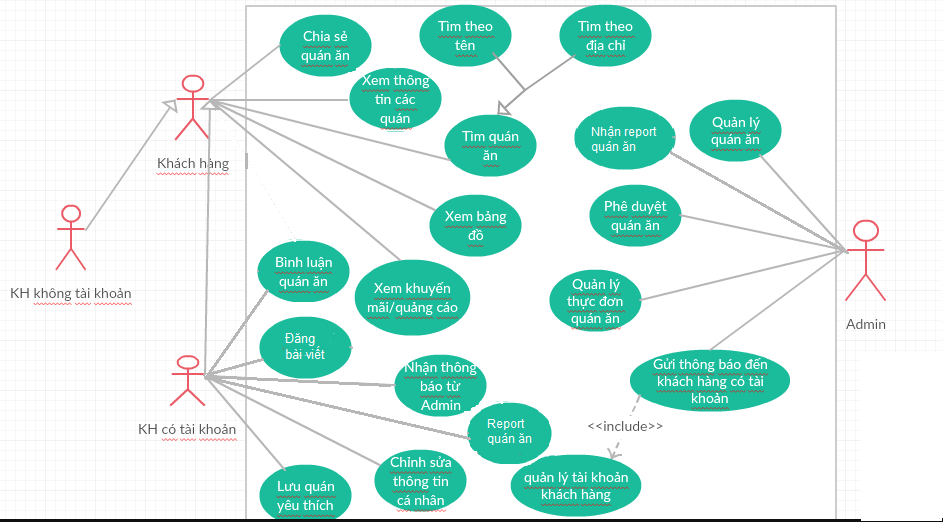 Chia sẻ
quán ăn
Tìm theo
tên
Tìm theo
địa chỉ
Xem thông
tin các
quán
Khách hàng
Tìm quán
ăn
Nhận report
quán ăn
Quản lý
quán ăn
Xem bảng
đồ
Phê duyệt
quán ăn
KH không tài khoản
Bình luận
quán ăn
Xem khuyến
mãi/quảng cáo
Quản lý
thực đơn
quán ăn
Admin
Đăng
bài viết
Nhận thông
báo từ
Admin
Gửi thông báo đến
khách hàng có tài
khoản
KH có tài khoản
Report
quán ăn
<<include>>
Lưu quán
yêu thích
Chỉnh sửa
thông tin
cá nhân
quản lý tài khoản
khách hàng